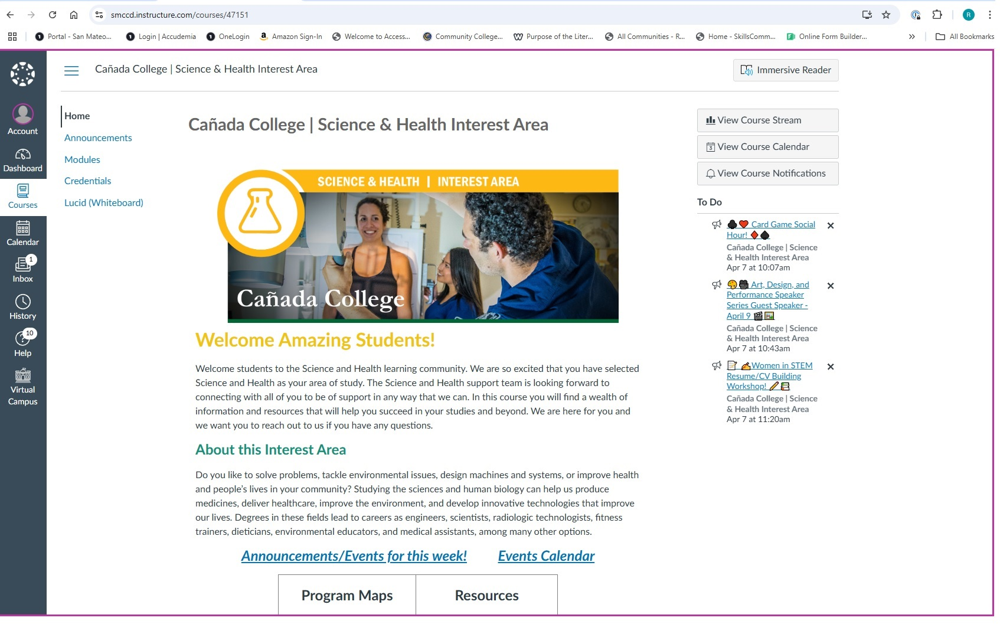 smccd.instructure.com/courses/47151
R
Portal - San Mateo...
Login | Accudemia
OneLogin
Amazon Sign-In
Welcome to Access...
Community College...
Purpose of the Liter...
All Communities - R...
Home - SkillsComm...
Online Form Builder...
»
All Bookmarks
Cañada College | Science & Health Interest Area
Immersive Reader
Account
Dashboard
Courses
Calendar
1
Inbox
History
10
Help
Virtual
Campus
Home
Announcements
Modules
Credentials
Lucid (Whiteboard)
Cañada College | Science & Health Interest Area
SCIENCE & HEALTH | INTEREST AREA
Cañada College
Welcome Amazing Students!
Welcome students to the Science and Health learning community. We are so excited that you have selected
Science and Health as your area of study. The Science and Health support team is looking forward to
connecting with all of you to be of support in any way that we can. In this course you will find a wealth of
information and resources that will help you succeed in your studies and beyond. We are here for you and
we want you to reach out to us if you have any questions.
About this Interest Area
Do you like to solve problems, tackle environmental issues, design machines and systems, or improve health
and people's lives in your community? Studying the sciences and human biology can help us produce
medicines, deliver healthcare, improve the environment, and develop innovative technologies that improve
our lives. Degrees in these fields lead to careers as engineers, scientists, radiologic technologists, fitness
trainers, dieticians, environmental educators, and medical assistants, among many other options.
Announcements/Events for this week!
Events Calendar
Program Maps
Resources
View Course Stream
View Course Calendar
View Course Notifications
To Do
♣️❤️ Card Game Social
Hour! ♦️♠️
Cañada College | Science
& Health Interest Area
Apr 7 at 10:07am
🎨🎥 Art, Design, and
Performance Speaker
Series Guest Speaker -
April 9 🎬🖼️
Cañada College | Science
& Health Interest Area
Apr 7 at 10:43am
📝 ✍️Women in STEM
Resume/CV Building
Workshop! 🖊️📚
Cañada College | Science
& Health Interest Area
Apr 7 at 11:20am